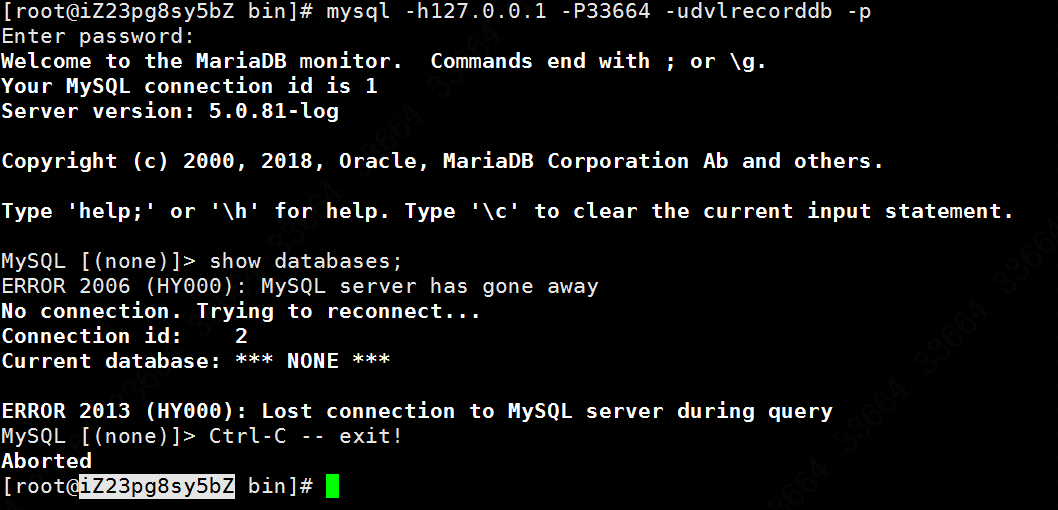 [root@iZ23pg8sy5bZ bin]# mysql -h127.0.0.1 -P33664 -udvlrecorddb -p
Enter password:
Welcome to the MariaDB monitor.  Commands end with ; or \g.
Your MySQL connection id is 1
Server version: 5.0.81-log
Copyright (c) 2000, 2018, Oracle, MariaDB Corporation Ab and others.
Type 'help;' or '\h' for help. Type '\c' to clear the current input statement.
MySQL [(none)]> show databases;
ERROR 2006 (HY000): MySQL server has gone away
No connection. Trying to reconnect...
Connection id:    2
Current database: *** NONE ***
ERROR 2013 (HY000): Lost connection to MySQL server during query
MySQL [(none)]> Ctrl-C -- exit!
Aborted
[root@iZ23pg8sy5bZ bin]#
33664 33664 33664